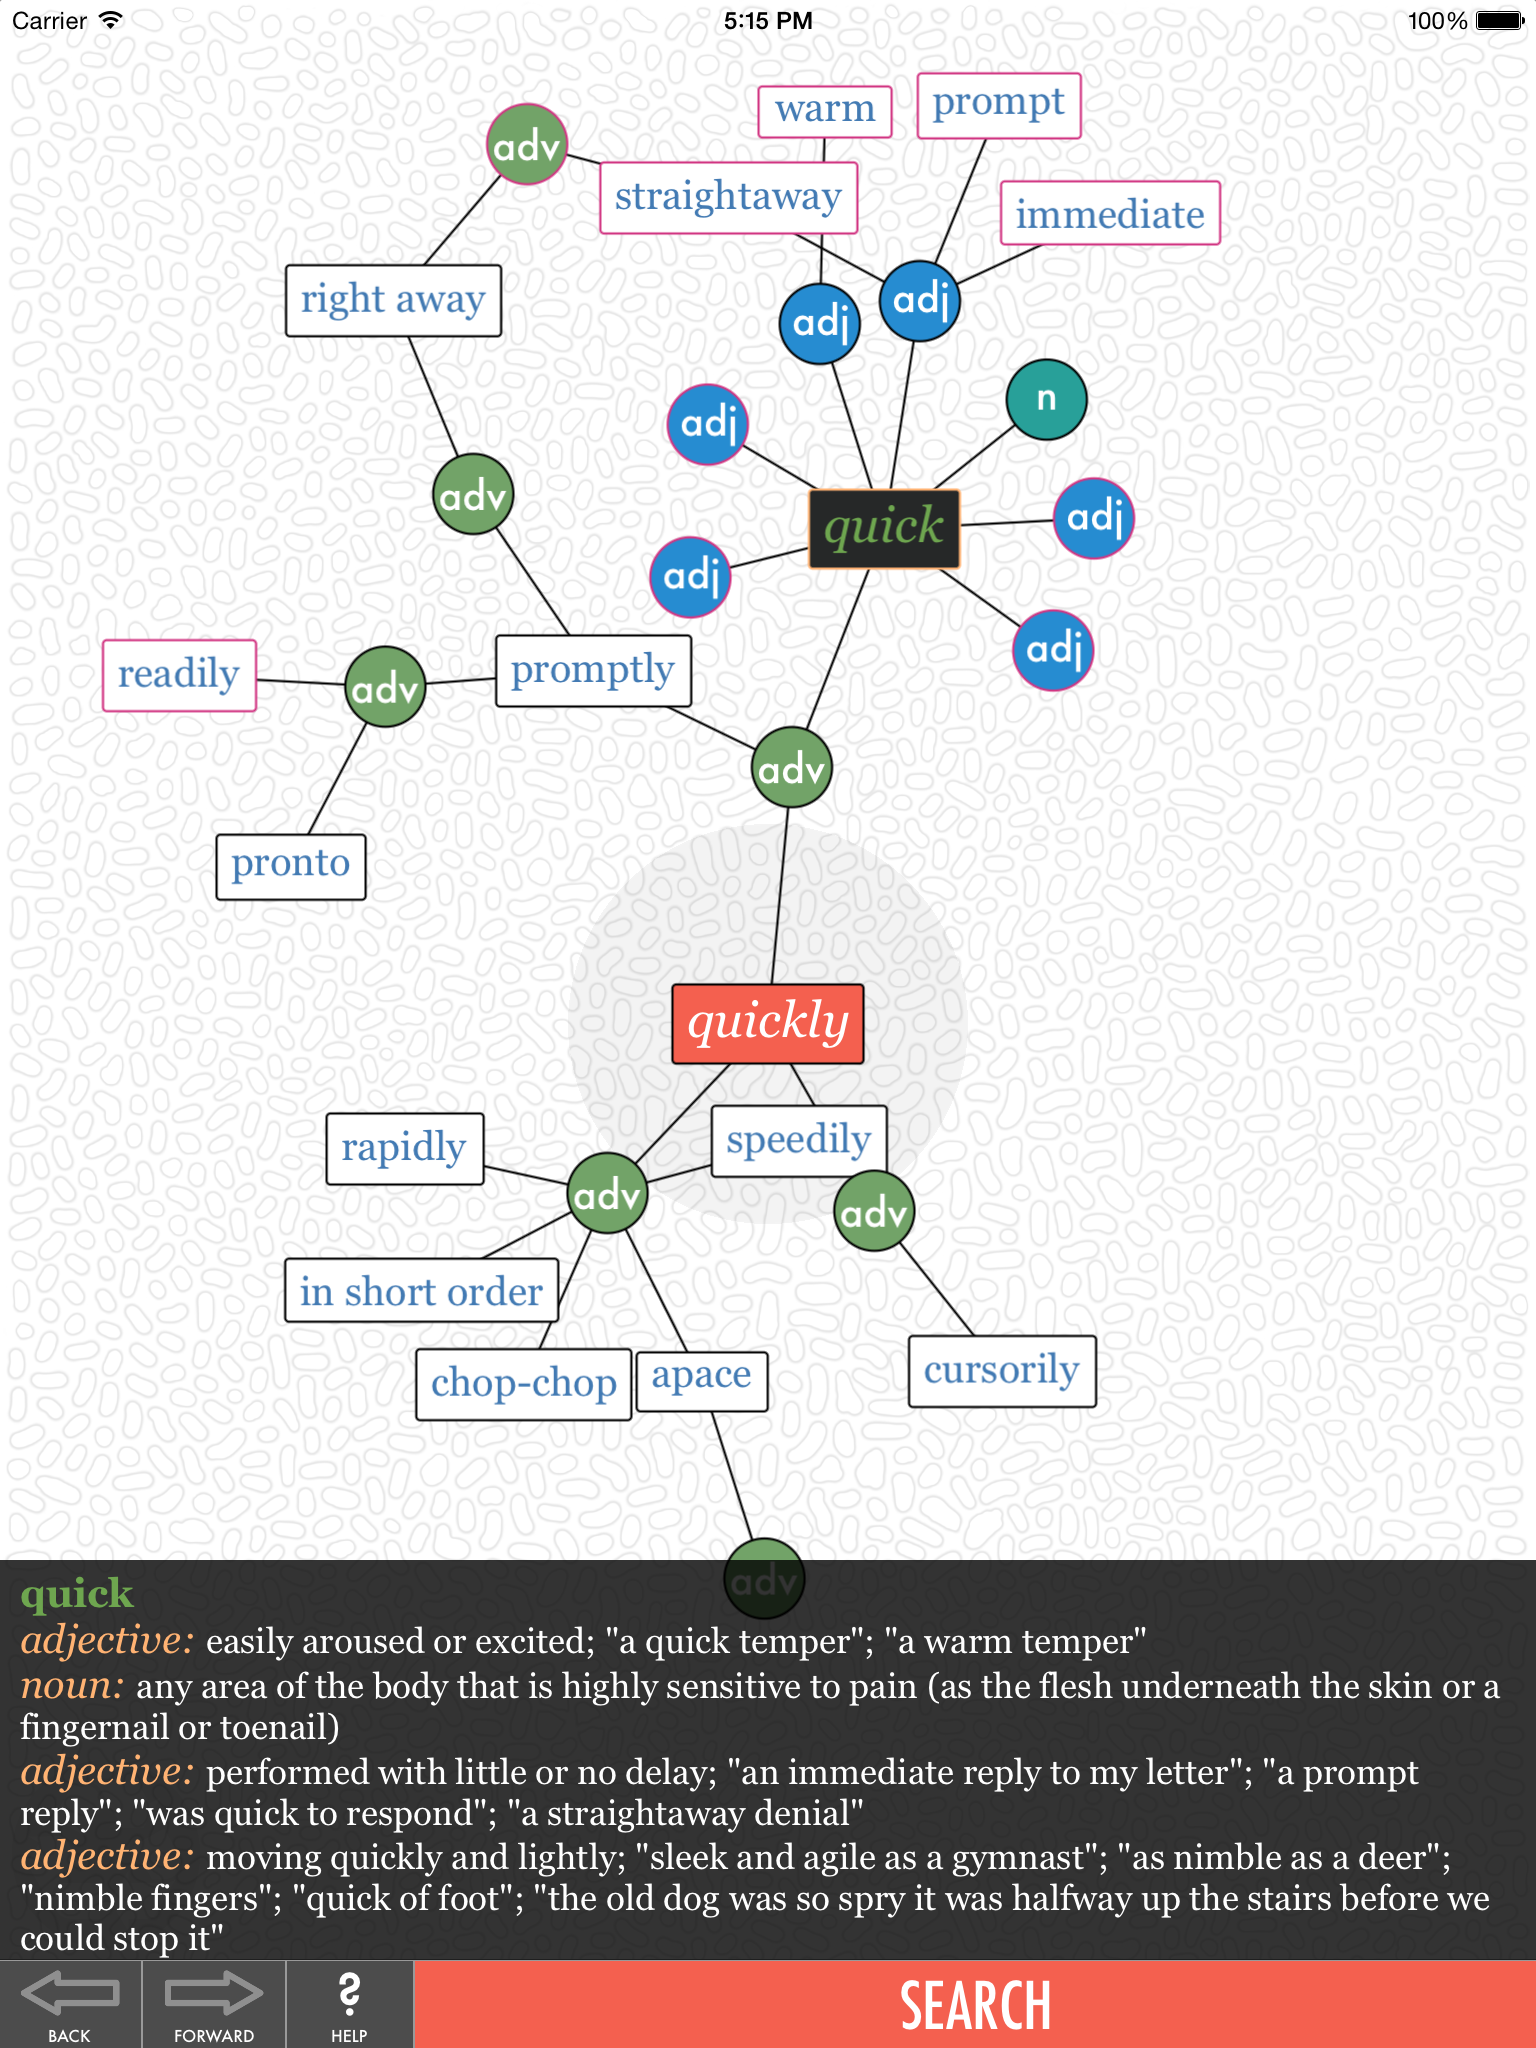 Carrier 5:15 PM 100%
warm
prompt
adv
straightaway
immediate
right away
adj
adj
n
adj
adv
quick
adj
adj
adj
readily
adv
promptly
adv
pronto
quickly
rapidly
speedily
adv
adv
in short order
chop-chop
apace
cursorily
adv
quick
adjective: easily aroused or excited; "a quick temper"; "a warm temper"
noun: any area of the body that is highly sensitive to pain (as the flesh underneath the skin or a
fingernail or toenail)
adjective: performed with little or no delay; "an immediate reply to my letter"; "a prompt
reply"; "was quick to respond"; "a straightaway denial"
adjective: moving quickly and lightly; "sleek and agile as a gymnast"; "as nimble as a deer";
"nimble fingers"; "quick of foot"; "the old dog was so spry it was halfway up the stairs before we
could stop it"
BACK
FORWARD
?
HELP
SEARCH